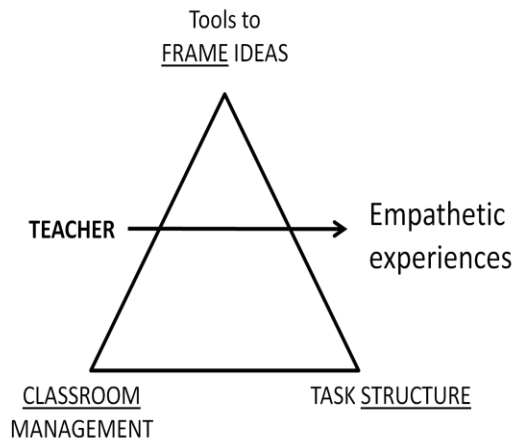 Tools to
FRAME IDEAS
TEACHER
Empathetic
experiences
CLASSROOM
MANAGEMENT
TASK STRUCTURE